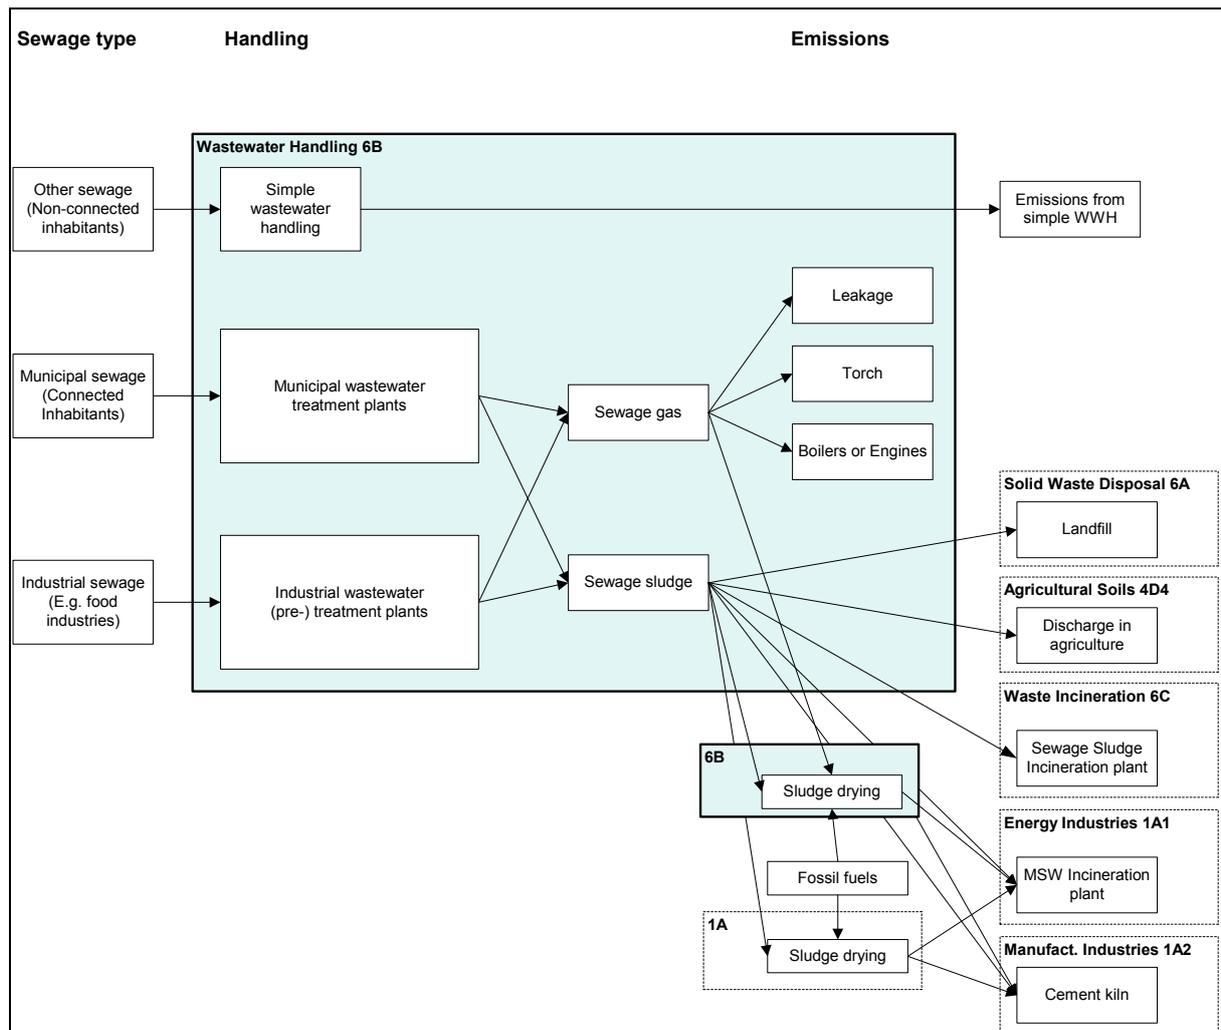 Sewage type
Handling
Emissions
Wastewater Handling 6B
Other sewage
(Non-connected
inhabitants)
Simple
wastewater
handling
Emissions from
simple WWH
Leakage
Municipal sewage
(Connected
Inhabitants)
Municipal wastewater
treatment plants
Sewage gas
Torch
Boilers or Engines
Solid Waste Disposal 6A
Landfill
Industrial sewage
(E.g. food
industries)
Industrial wastewater
(pre-) treatment plants
Sewage sludge
Agricultural Soils 4D4
Discharge in
agriculture
Waste Incineration 6C
Sewage Sludge
Incineration plant
6B
Sludge drying
Energy Industries 1A1
MSW Incineration
plant
Fossil fuels
1A
Sludge drying
Manufact. Industries 1A2
Cement kiln